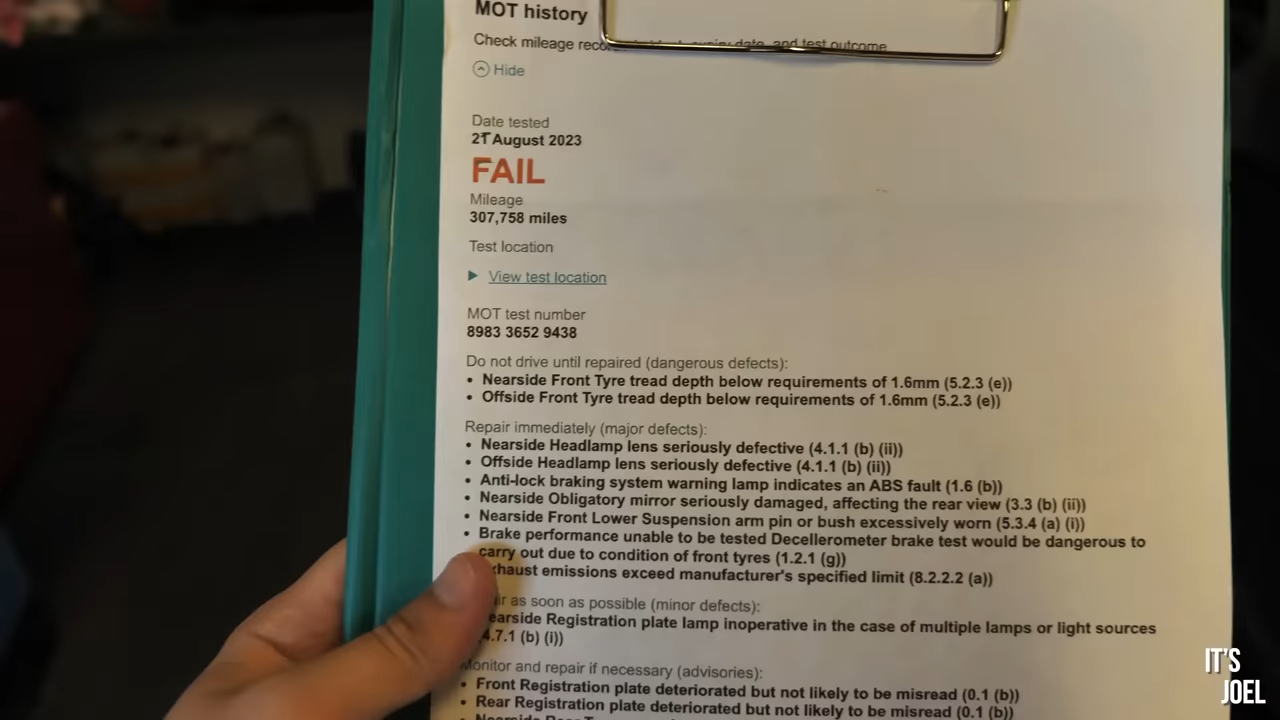 MOT history
Check mileage expiry date, and test outcome
Hide
Date tested
August 2023
FAIL
Mileage
307,758 miles
Test location
View test location
MOT test number
8983 3652 9438
Do not drive until repaired (dangerous defects):
• Nearside Front Tyre tread depth below requirements of 1.6mm (5.2.3 (e))
• Offside Front Tyre tread depth below requirements of 1.6mm (5.2.3 (e))
Repair immediately (major defects):
• Nearside Headlamp lens seriously defective (4.1.1 (b) (ii))
• Offside Headlamp lens seriously defective (4.1.1 (b) (ii))
• Anti-lock braking system warning lamp indicates an ABS fault (1.6 (b))
• Nearside Obligatory mirror seriously damaged, affecting the rear view (3.3 (b) (ii))
• Nearside Front Lower Suspension arm pin or bush excessively worn (5.3.4 (a) (i))
• Brake performance unable to be tested Decellerometer brake test would be dangerous to
carry out due to condition of front tyres (1.2.1 (g))
xhaust emissions exceed manufacturer's specified limit (8.2.2.2 (a))
as soon as possible (minor defects):
earside Registration plate lamp inoperative in the case of multiple lamps or light sources
4.7.1 (b) (i))
Monitor and repair if necessary (advisories):
• Front Registration plate deteriorated but not likely to be misread (0.1 (b))
• Rear Registration plate deteriorated but not likely to be misread (0.1 (b))
IT'S
JOEL